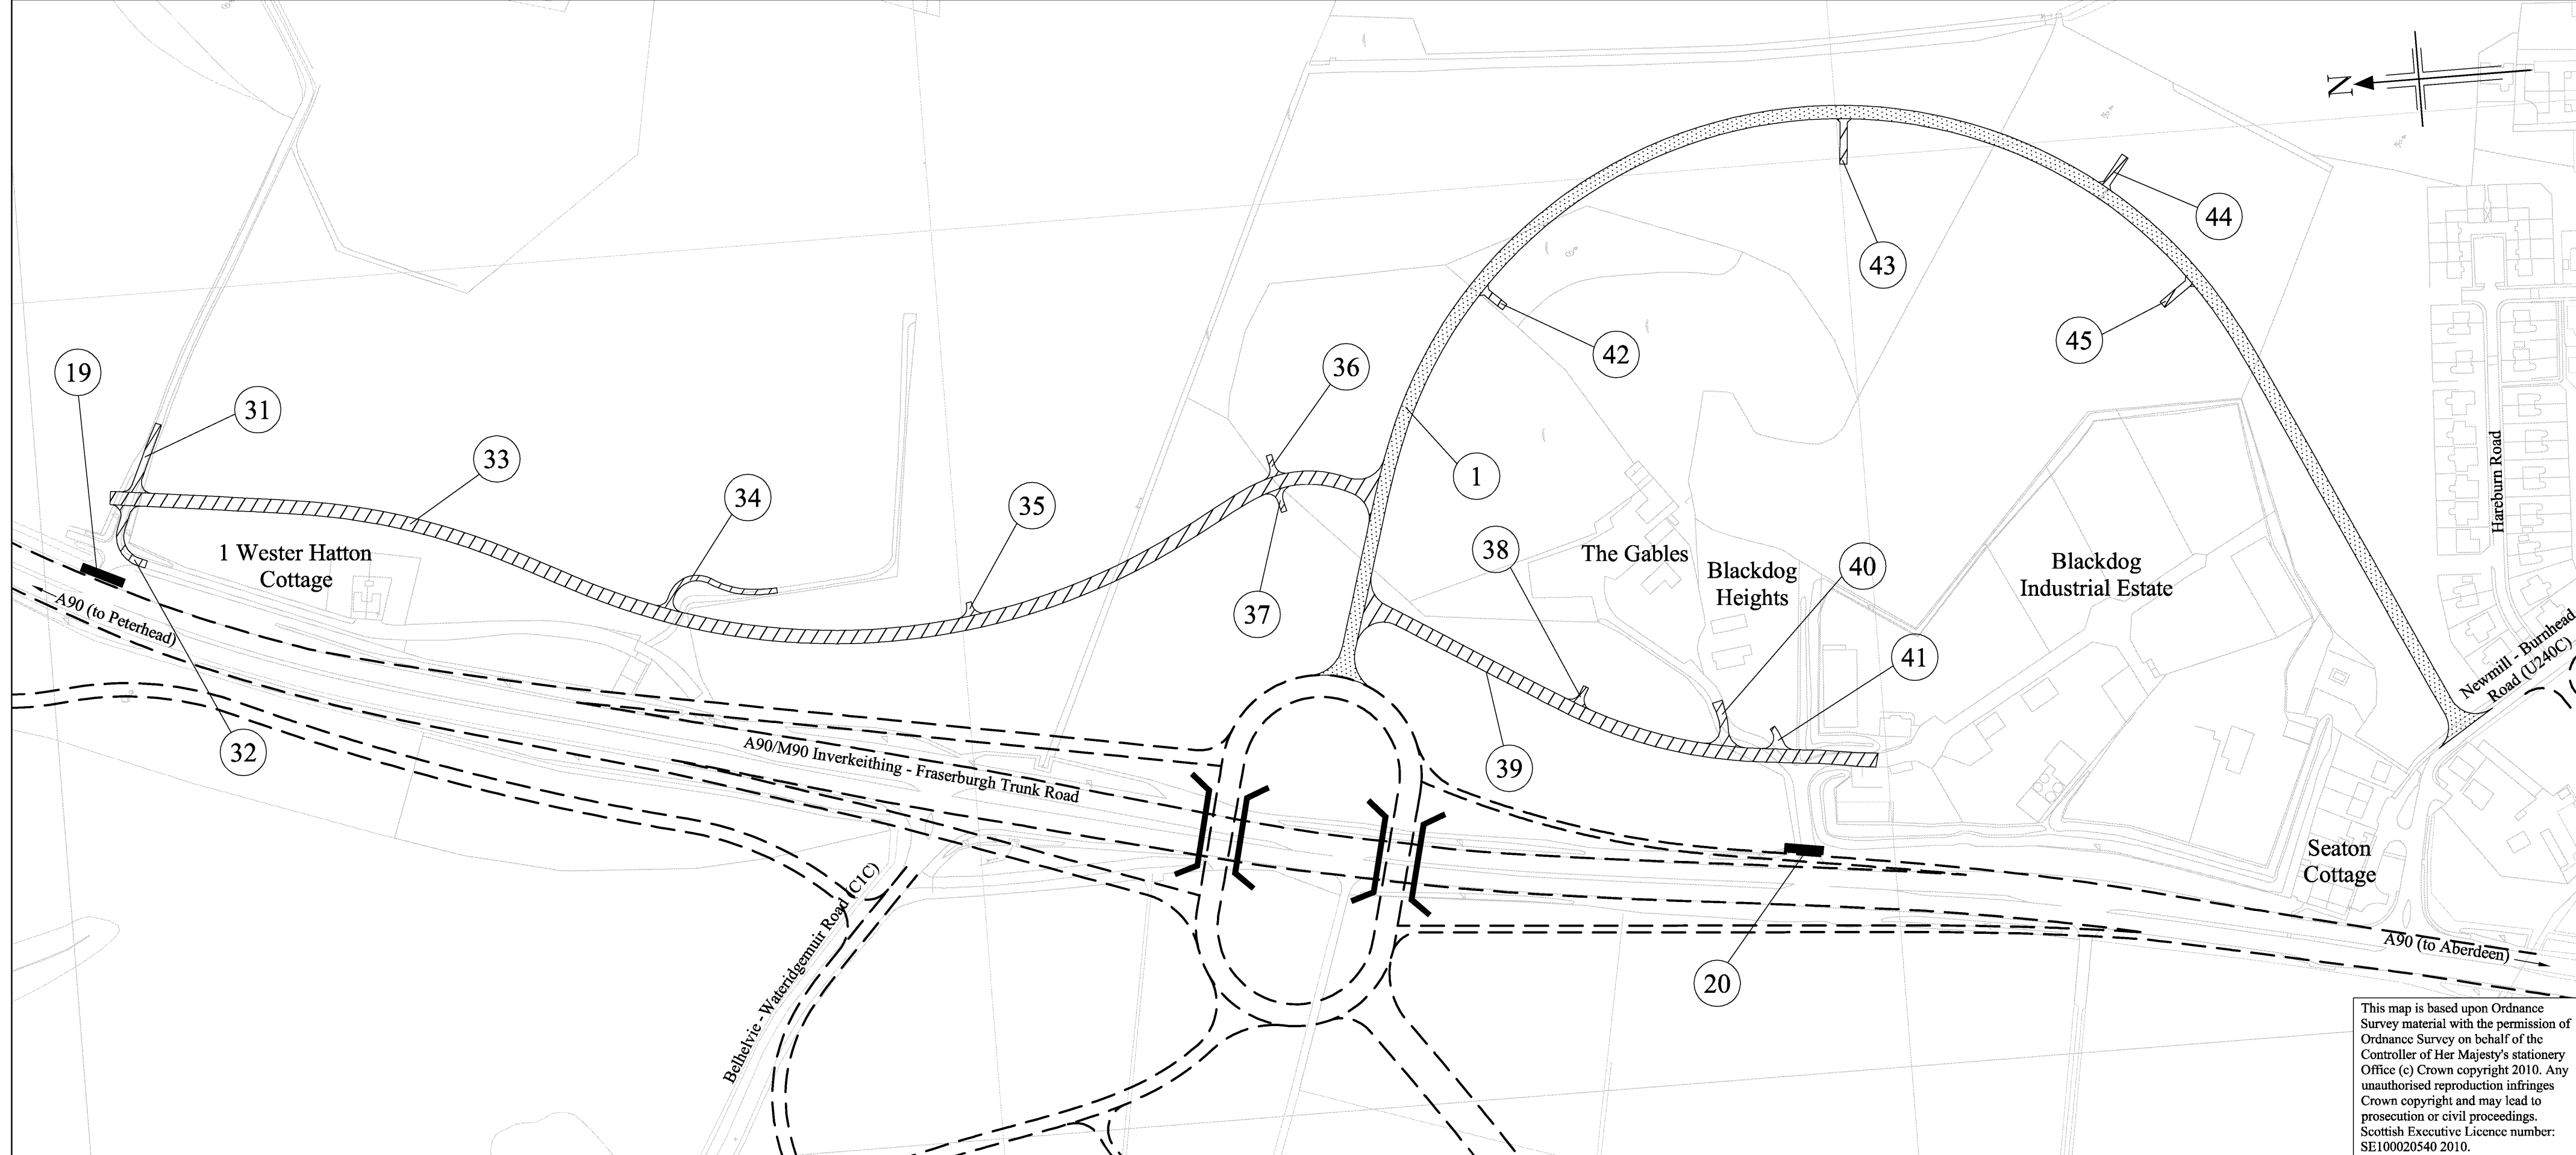 N
44
43
45
42
36
19
31
1
33
34
35
Hareburn Road
38
The Gables
40
1 Wester Hatton
Cottage
Blackdog
Heights
Blackdog
Industrial Estate
A90 (to Peterhead)
37
41
Newmill - Burnhead
Road (U240C)
32
A90/M90 Inverkeithing - Fraserburgh Trunk Road
39
Seaton
Cottage
Belhelvie - Wateridgemuir Road (C1C)
20
A90 (to Aberdeen)
This map is based upon Ordnance
Survey material with the permission of
Ordnance Survey on behalf of the
Controller of Her Majesty's stationery
Office (c) Crown copyright 2010. Any
unauthorised reproduction infringes
Crown copyright and may lead to
prosecution or civil proceedings.
Scottish Executive Licence number:
SE100020540 2010.